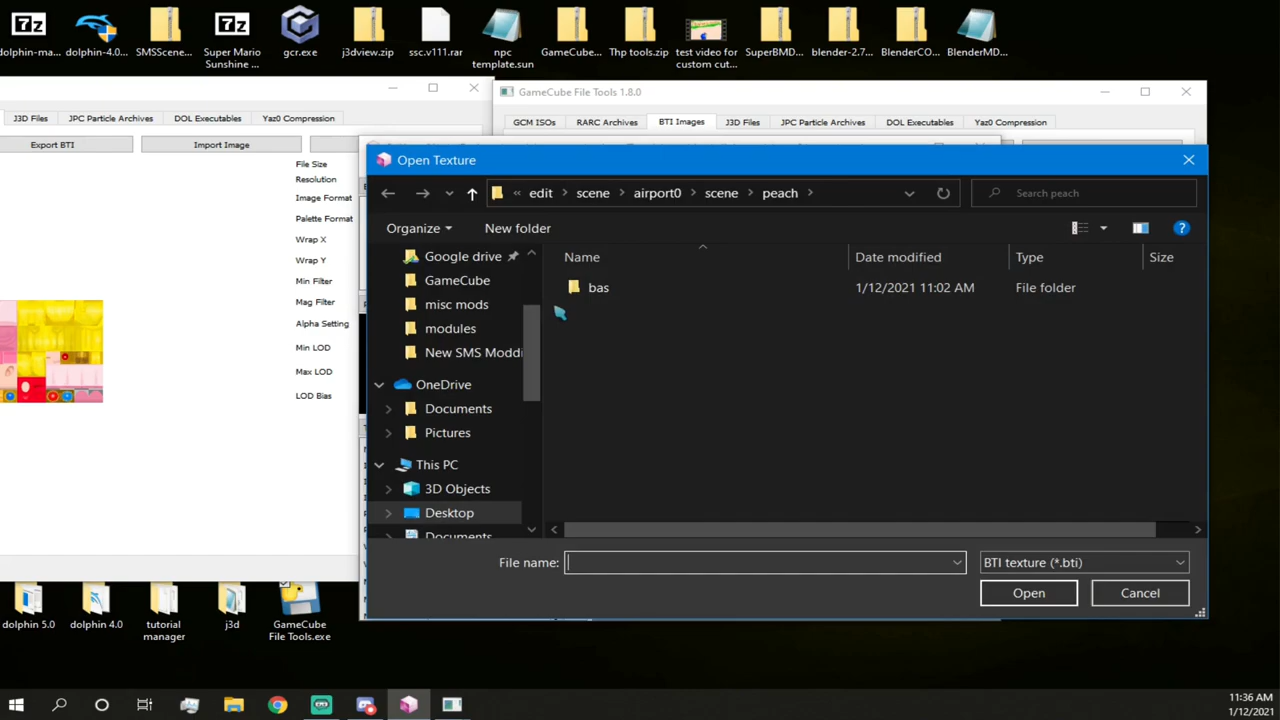 dolphin-ma...
dolphin-4.0...
SMSScene...
Super Mario
Sunshine ...
gcr.exe
j3dview.zip
ssc.v111.rar
npc
template.sun
GameCube...
Thp tools.zip
test video for
custom cut...
SuperBMD...
blender-2.7...
BlenderCO...
BlenderMD...
GameCube File Tools 1.8.0
J3D Files
JPC Particle Archives
DOL Executables
Yaz0 Compression
GCM ISOs
RARC Archives
BTI Images
J3D Files
JPC Particle Archives
DOL Executables
Yaz0 Compression
Export BTI
Import Image
File Size
Resolution
Image Format
Palette Format
Wrap X
Wrap Y
Min Filter
Mag Filter
Alpha Setting
Min LOD
Max LOD
LOD Bias
Open Texture
« edit > scene > airport0 > scene > peach >
Search peach
Organize
New folder
Google drive
GameCube
misc mods
modules
New SMS Moddi
OneDrive
Documents
Pictures
This PC
3D Objects
Desktop
Documents
Name
Date modified
Type
Size
bas
1/12/2021 11:02 AM
File folder
File name:
BTI texture (*.bti)
Open
Cancel
dolphin 5.0
dolphin 4.0
tutorial
manager
j3d
GameCube
File Tools.exe
11:36 AM
1/12/2021